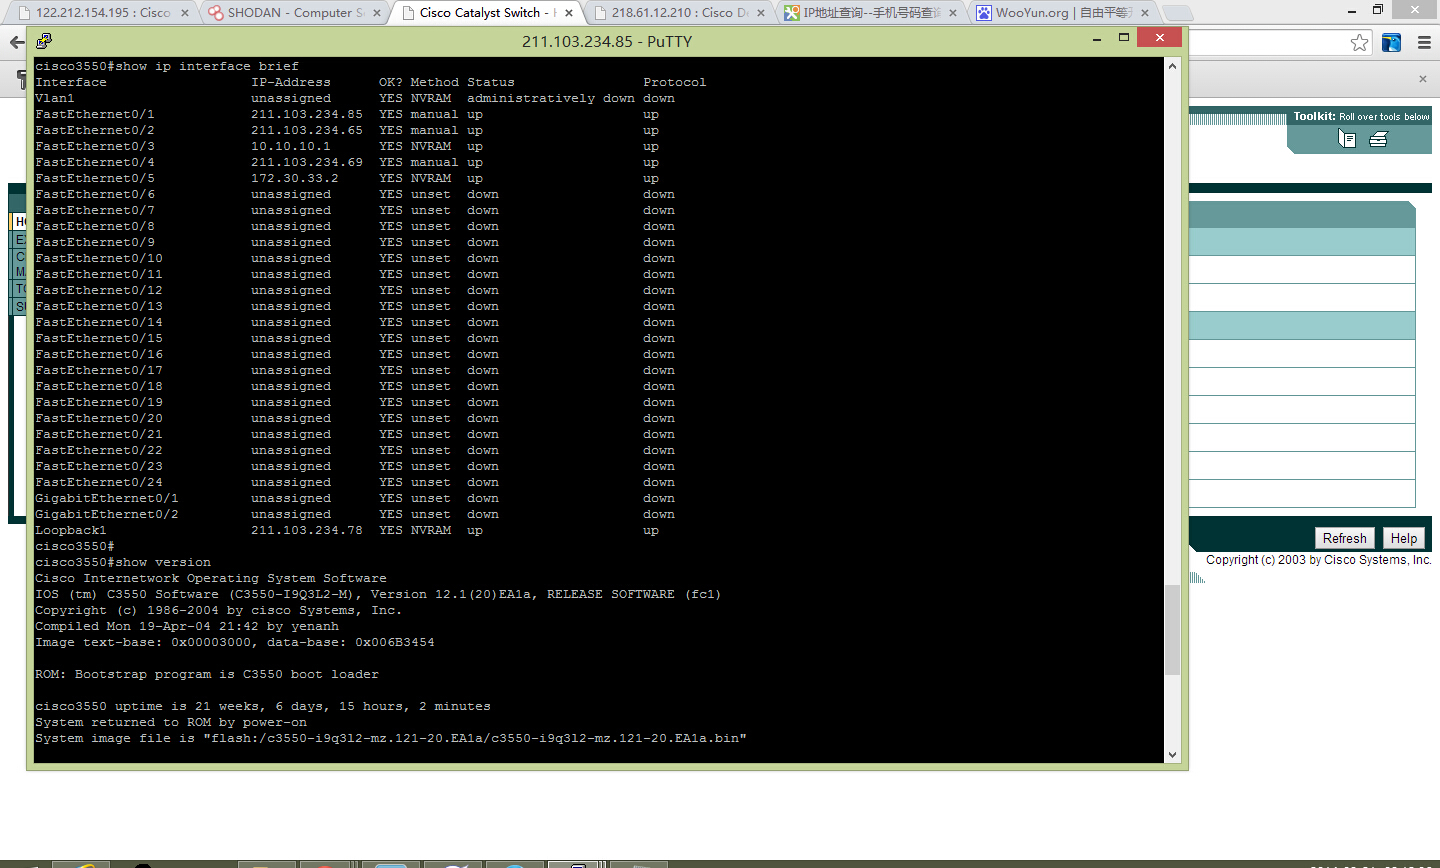 122.212.154.195 : Cisco
SHODAN - Computer S
Cisco Catalyst Switch -
218.61.12.210 : Cisco D
IP地址查询--手机号码查询
WooYun.org | 自由平等
211.103.234.85 - PuTTY
cisco3550#show ip interface brief
Interface IP-Address OK? Method Status Protocol
Vlan1 unassigned YES NVRAM administratively down down
FastEthernet0/1 211.103.234.85 YES manual up up
FastEthernet0/2 211.103.234.65 YES manual up up
FastEthernet0/3 10.10.10.1 YES NVRAM up up
FastEthernet0/4 211.103.234.69 YES manual up up
FastEthernet0/5 172.30.33.2 YES NVRAM up up
FastEthernet0/6 unassigned YES unset down down
FastEthernet0/7 unassigned YES unset down down
FastEthernet0/8 unassigned YES unset down down
FastEthernet0/9 unassigned YES unset down down
FastEthernet0/10 unassigned YES unset down down
FastEthernet0/11 unassigned YES unset down down
FastEthernet0/12 unassigned YES unset down down
FastEthernet0/13 unassigned YES unset down down
FastEthernet0/14 unassigned YES unset down down
FastEthernet0/15 unassigned YES unset down down
FastEthernet0/16 unassigned YES unset down down
FastEthernet0/17 unassigned YES unset down down
FastEthernet0/18 unassigned YES unset down down
FastEthernet0/19 unassigned YES unset down down
FastEthernet0/20 unassigned YES unset down down
FastEthernet0/21 unassigned YES unset down down
FastEthernet0/22 unassigned YES unset down down
FastEthernet0/23 unassigned YES unset down down
FastEthernet0/24 unassigned YES unset down down
GigabitEthernet0/1 unassigned YES unset down down
GigabitEthernet0/2 unassigned YES unset down down
Loopback1 211.103.234.78 YES NVRAM up up
cisco3550#
cisco3550#show version
Cisco Internetwork Operating System Software
IOS (tm) C3550 Software (C3550-I9Q3L2-M), Version 12.1(20)EA1a, RELEASE SOFTWARE (fc1)
Copyright (c) 1986-2004 by cisco Systems, Inc.
Compiled Mon 19-Apr-04 21:42 by yenanh
Image text-base: 0x00003000, data-base: 0x006B3454
ROM: Bootstrap program is C3550 boot loader
cisco3550 uptime is 21 weeks, 6 days, 15 hours, 2 minutes
System returned to ROM by power-on
System image file is "flash:/c3550-i9q3l2-mz.121-20.EA1a/c3550-i9q3l2-mz.121-20.EA1a.bin"
Toolkit: Roll over tools below
Refresh Help
Copyright (c) 2003 by Cisco Systems, Inc.